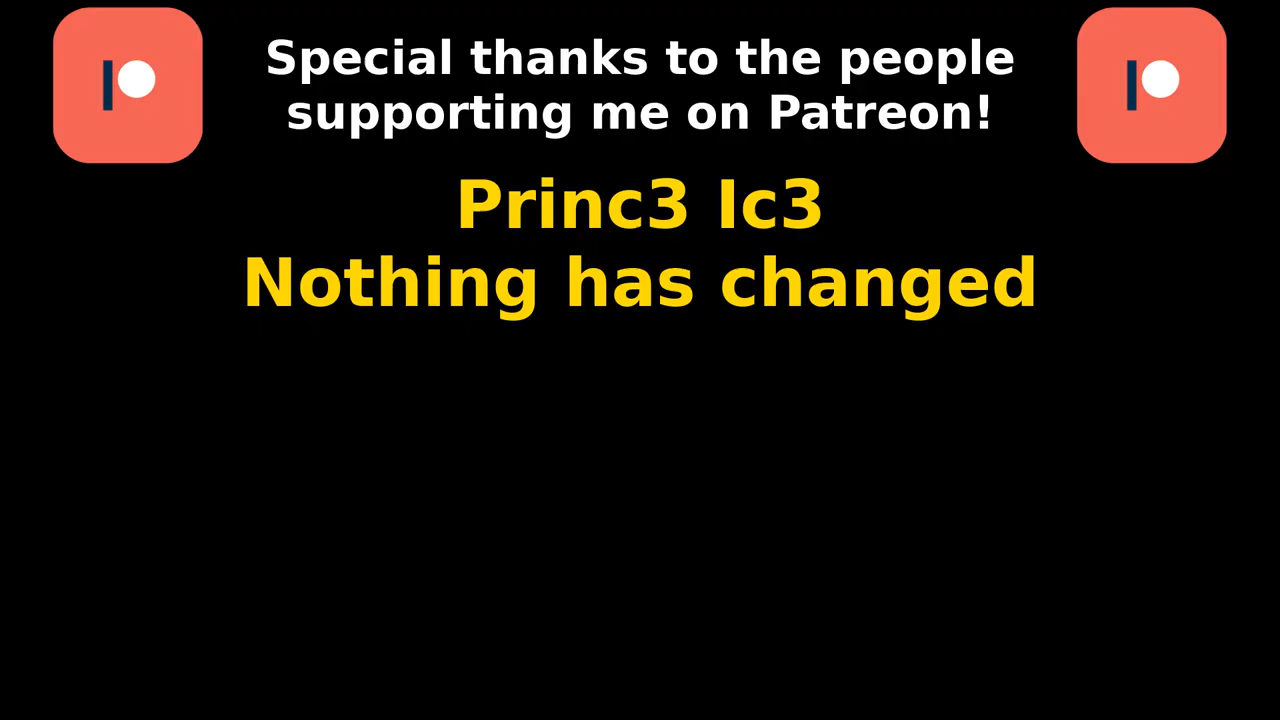 Special thanks to the people
supporting me on Patreon!
Princ3 Ic3
Nothing has changed